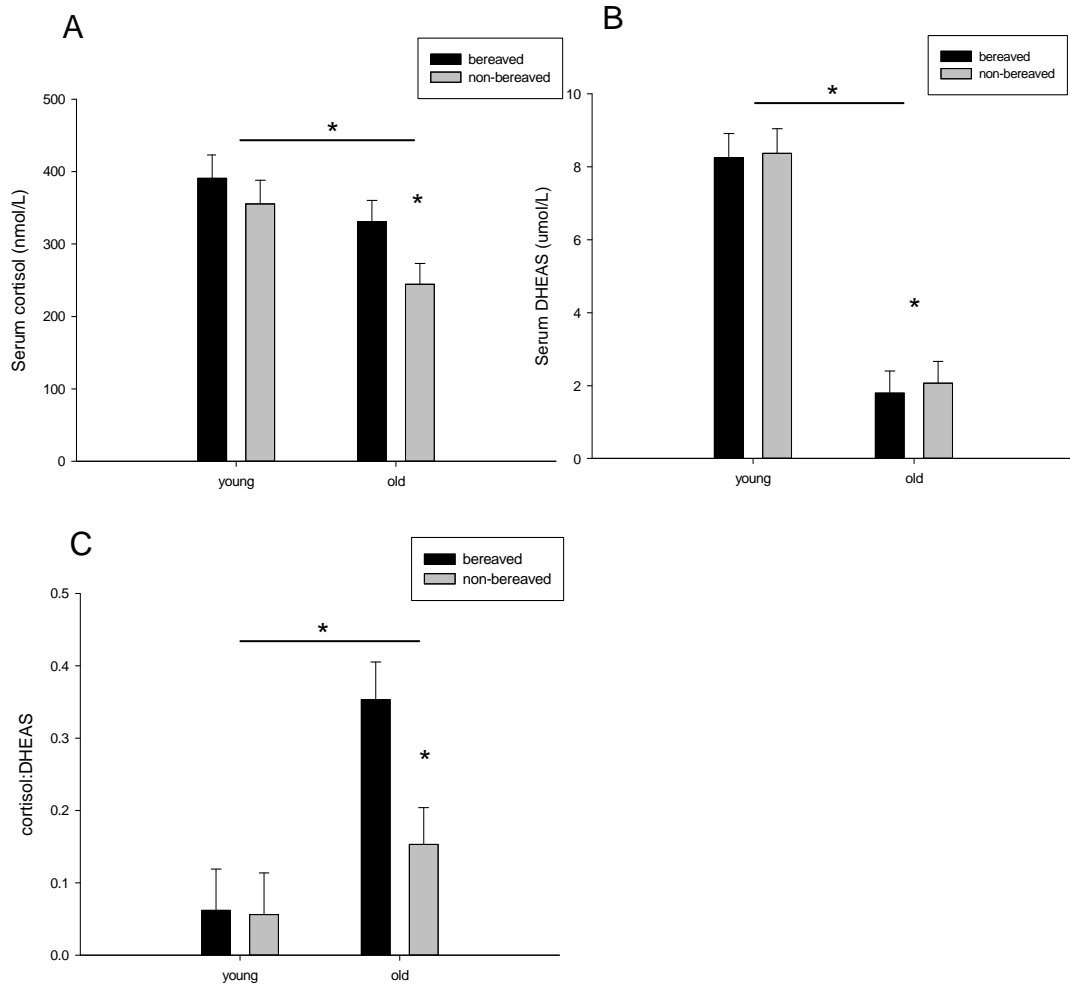 A
bereaved
non-bereaved
Serum cortisol (nmol/L)
500
400
300
200
100
0
*
*
young
old
B
bereaved
non-bereaved
Serum DHEAS (umol/L)
10
8
6
4
2
0
*
*
young
old
C
bereaved
non-bereaved
cortisol:DHEAS
0.5
0.4
0.3
0.2
0.1
0.0
*
*
young
old